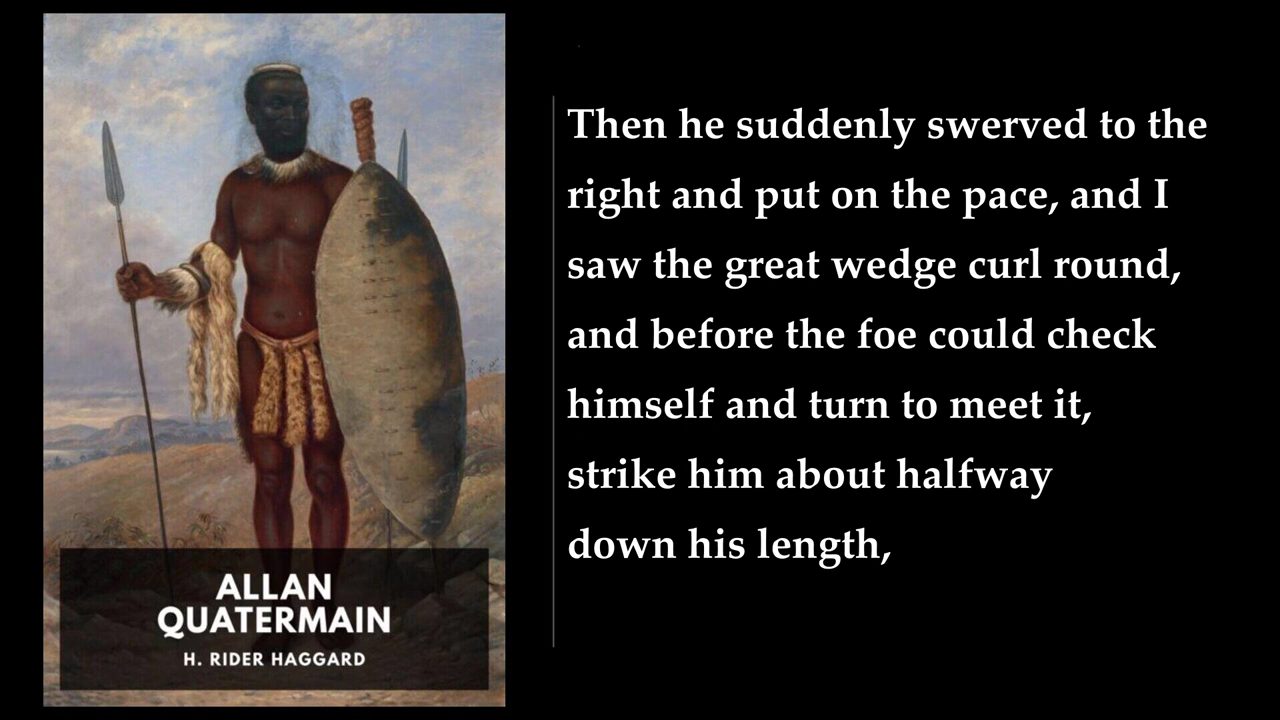 ALLAN
QUATERMAIN
H. RIDER HAGGARD
Then he suddenly swerved to the
right and put on the pace, and I
saw the great wedge curl round,
and before the foe could check
himself and turn to meet it,
strike him about halfway
down his length,